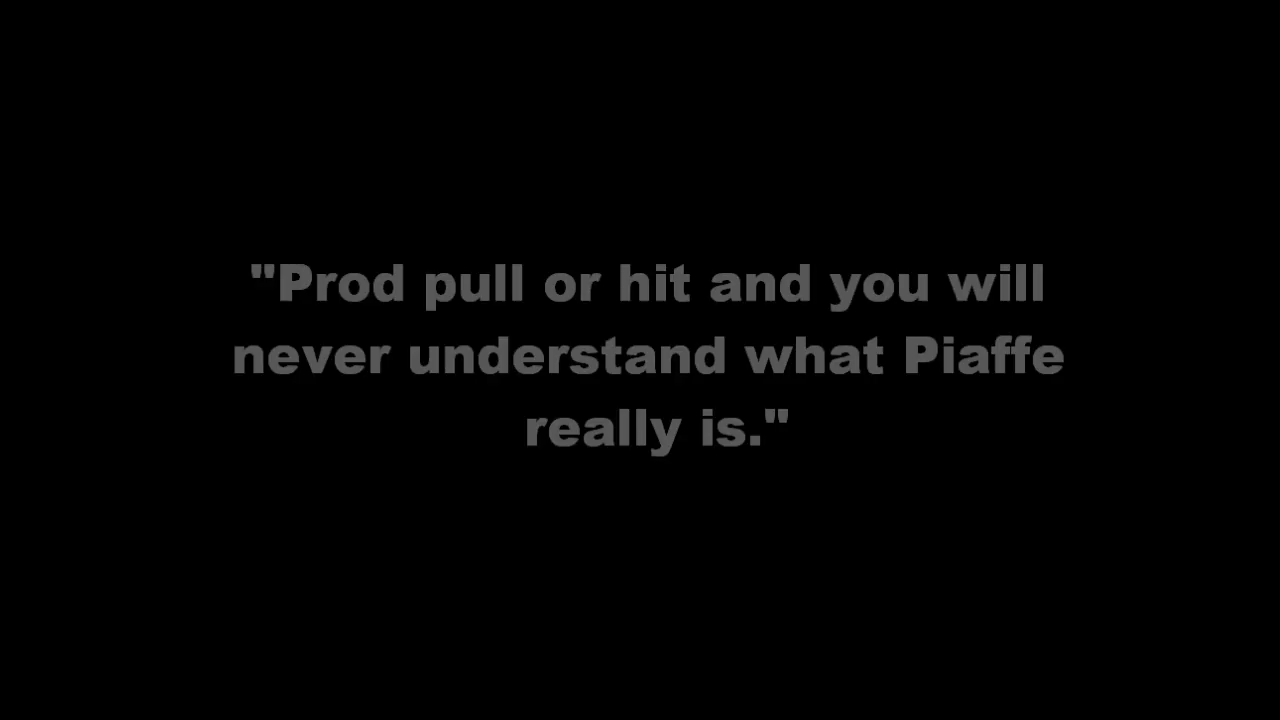 "Prod pull or hit and you will
never understand what Piaffe
really is."